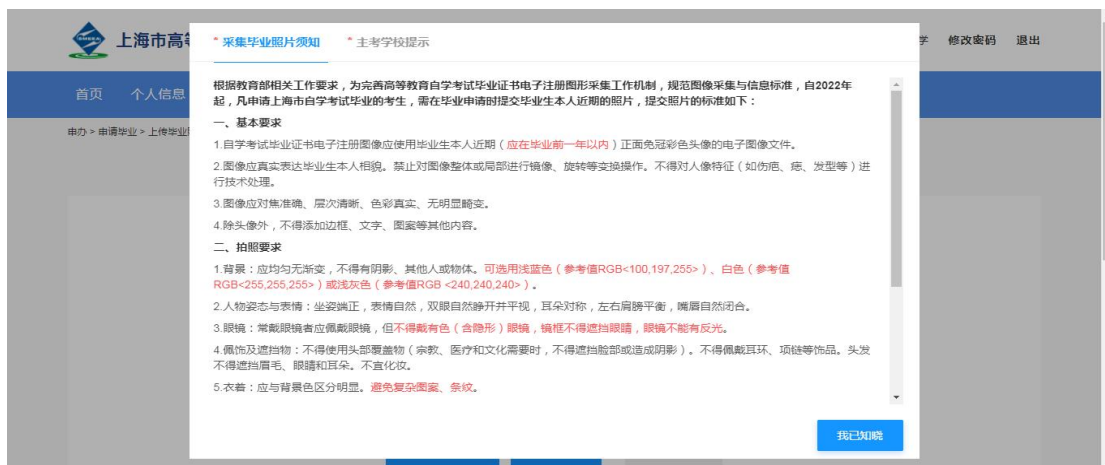 上海市高等
学 修改密码 退出
首页 个人信息
申办 > 申请毕业 > 上传毕业
* 采集毕业照片须知 * 主考学校提示
根据教育部相关工作要求，为完善高等教育自学考试毕业证书电子注册图形采集工作机制，规范图像采集与信息标准，自2022年
起，凡申请上海市自学考试毕业的考生，需在毕业申请时提交毕业生本人近期的照片，提交照片的标准如下：
一、基本要求
1.自学考试毕业证书电子注册图像应使用毕业生本人近期（应在毕业前一年以内）正面免冠彩色头像的电子图像文件。
2.图像应真实表达毕业生本人相貌。禁止对图像整体或局部进行镜像、旋转等变换操作。不得对人像特征（如伤疤、痣、发型等）进
行技术处理。
3.图像应对焦准确、层次清晰、色彩真实、无明显畸变。
4.除头像外，不得添加边框、文字、图案等其他内容。
二、拍照要求
1.背景：应均匀无渐变，不得有阴影、其他人或物体。可选用浅蓝色（参考值RGB<100,197,255>）、白色（参考值
RGB<255,255,255>）或浅灰色（参考值RGB <240,240,240>）。
2.人物姿态与表情：坐姿端正，表情自然，双眼自然睁开并平视，耳朵对称，左右肩膀平衡，嘴唇自然闭合。
3.眼镜：常戴眼镜者应佩戴眼镜，但不得戴有色（含隐形）眼镜，镜框不得遮挡眼睛，眼镜不能有反光。
4.佩饰及遮挡物：不得使用头部覆盖物（宗教、医疗和文化需要时，不得遮挡脸部或造成阴影）。不得佩戴耳环、项链等饰品。头发
不得遮挡眉毛、眼睛和耳朵。不宜化妆。
5.衣着：应与背景色区分明显。避免复杂图案、条纹。
我已知晓